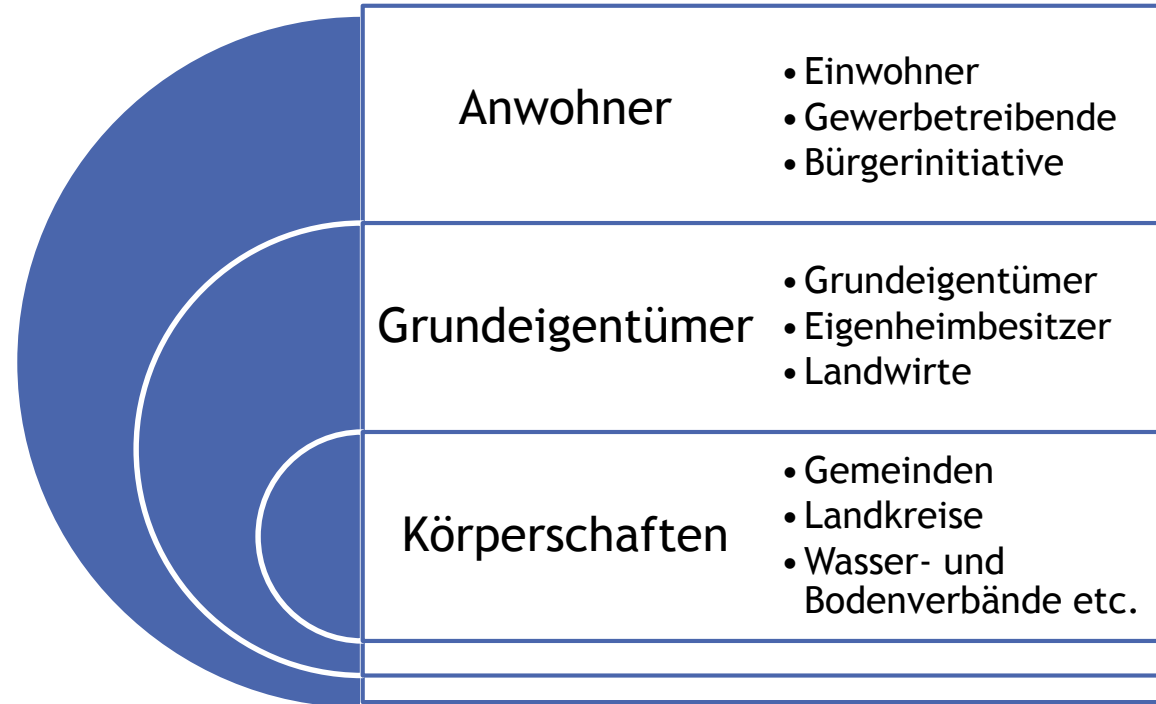 Anwohner
• Einwohner
• Gewerbetreibende
• Bürgerinitiative
Grundeigentümer
• Grundeigentümer
• Eigenheimbesitzer
• Landwirte
Körperschaften
• Gemeinden
• Landkreise
• Wasser- und
Bodenverbände etc.